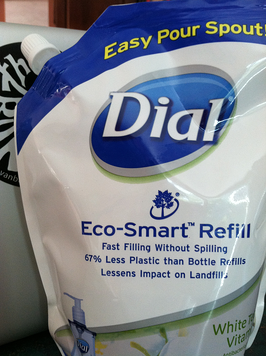 Easy Pour Spout!
Dial
Eco-Smart™ Refill
Fast Filling Without Spilling
67% Less Plastic than Bottle Refills
Lessens Impact on Landfills
White